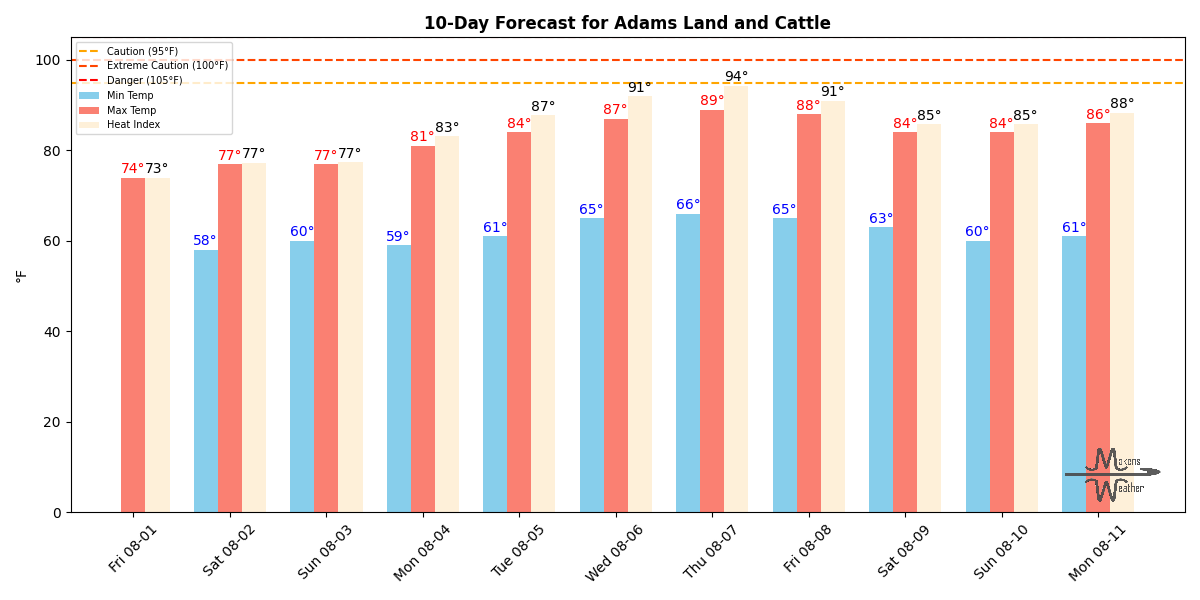 10-Day Forecast for Adams Land and Cattle
Caution (95°F)
Extreme Caution (100°F)
Danger (105°F)
Min Temp
Max Temp
Heat Index
°F
100
80
60
40
20
0
74° 73°
58° 77° 77°
60° 77° 77°
59° 81° 83°
61° 84° 87°
65° 87° 91°
66° 89° 94°
65° 88° 91°
63° 84° 85°
60° 84° 85°
61° 86° 88°
Fri 08-01
Sat 08-02
Sun 08-03
Mon 08-04
Tue 08-05
Wed 08-06
Thu 08-07
Fri 08-08
Sat 08-09
Sun 08-10
Mon 08-11